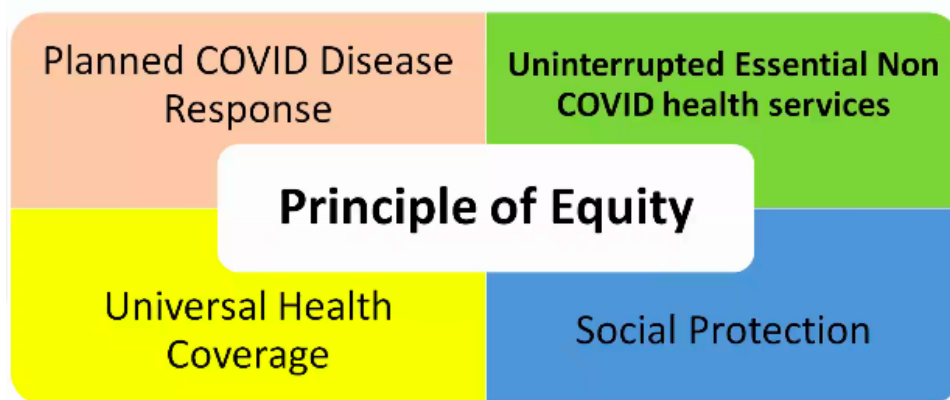 Planned COVID Disease
Response
Uninterrupted Essential Non
COVID health services
Principle of Equity
Universal Health
Coverage
Social Protection